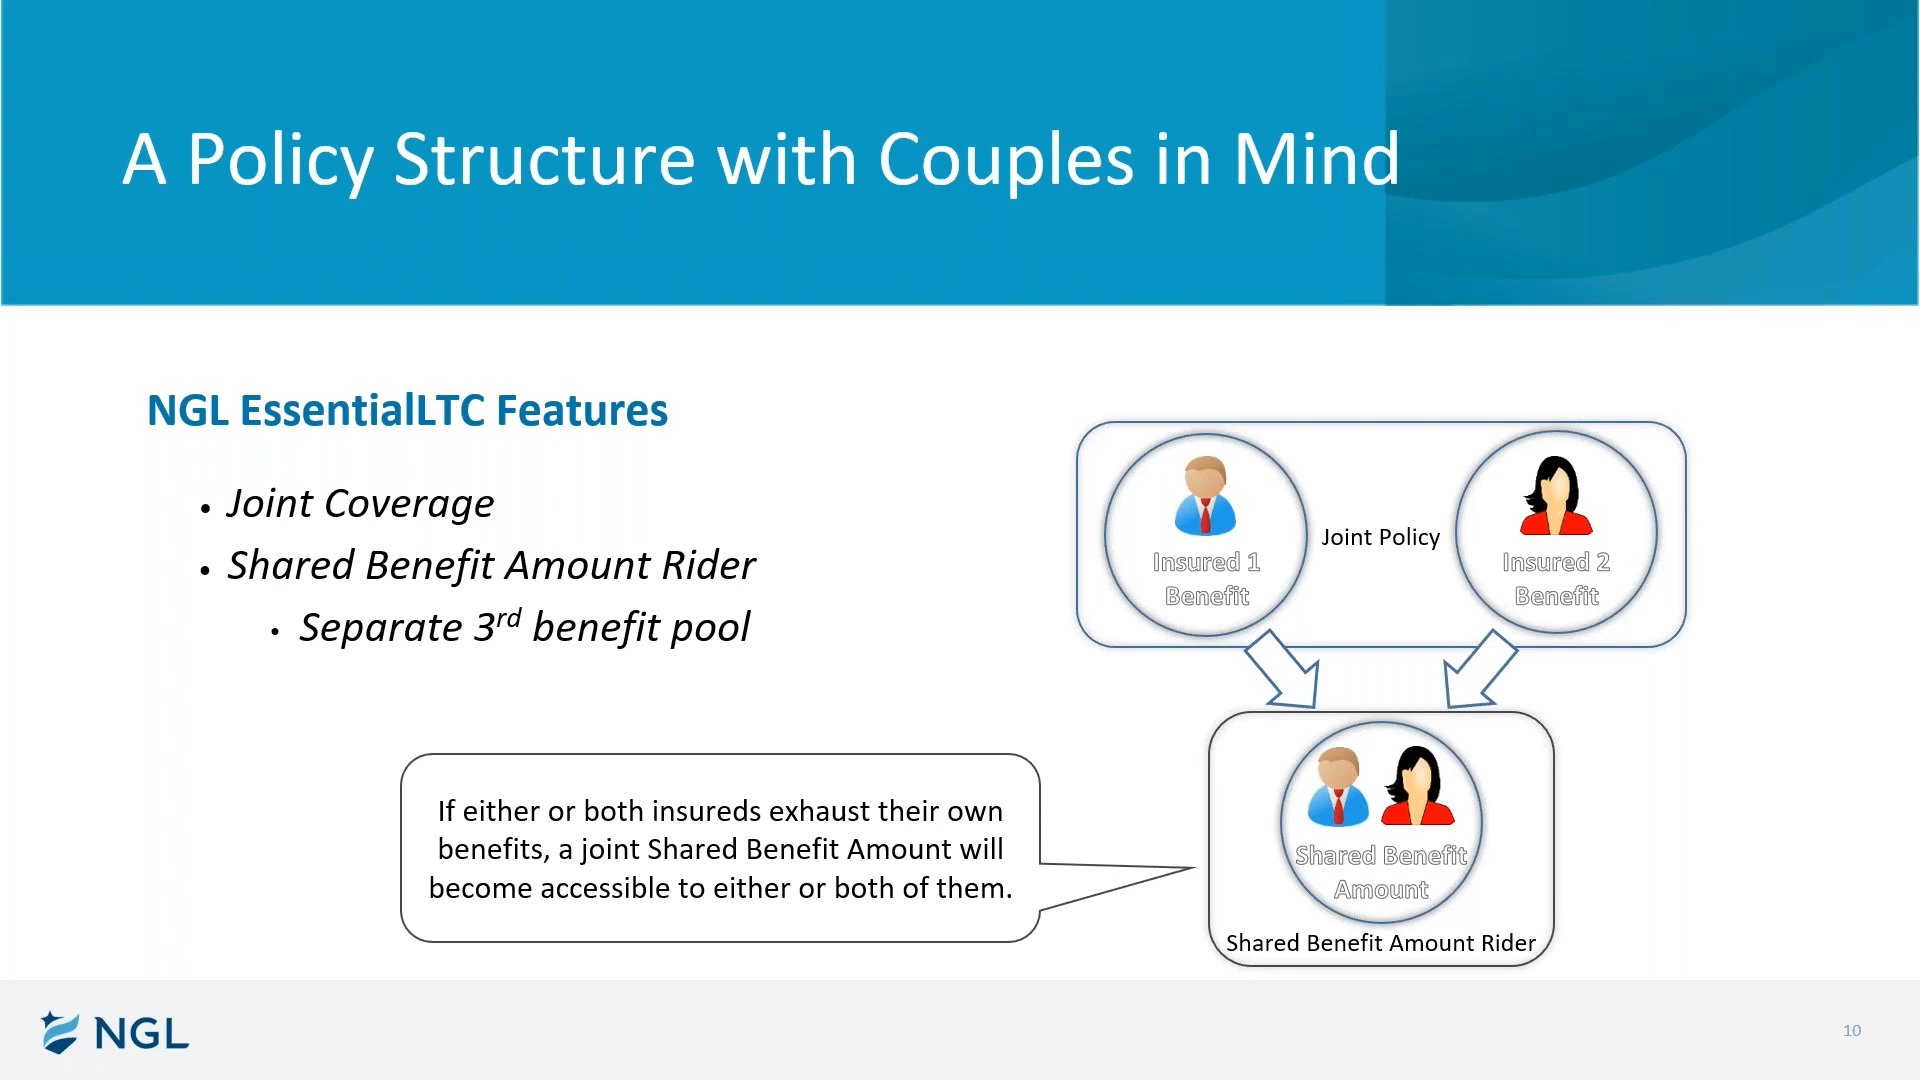 A Policy Structure with Couples in Mind
NGL EssentialLTC Features
• Joint Coverage
• Shared Benefit Amount Rider
• Separate 3rd benefit pool
Insured 1
Benefit
Joint Policy
Insured 2
Benefit
If either or both insureds exhaust their own
benefits, a joint Shared Benefit Amount will
become accessible to either or both of them.
Shared Benefit
Amount
Shared Benefit Amount Rider
NGL
10